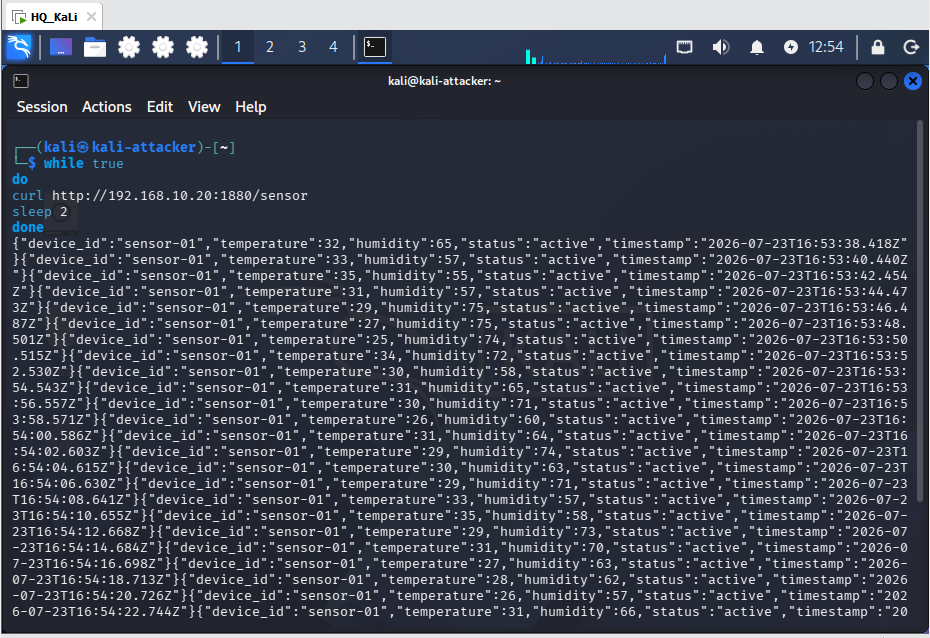 HQ_KaLi
1 2 3 4 12:54
kali@kali-attacker: ~
Session Actions Edit View Help
┌──(kali㉿kali-attacker)-[~]
└─$ while true
do
curl http://192.168.10.20:1880/sensor
sleep 2
done
{"device_id":"sensor-01","temperature":32,"humidity":65,"status":"active","timestamp":"2026-07-23T16:53:38.418Z"
}{"device_id":"sensor-01","temperature":33,"humidity":57,"status":"active","timestamp":"2026-07-23T16:53:40.440Z
"}{"device_id":"sensor-01","temperature":35,"humidity":55,"status":"active","timestamp":"2026-07-23T16:53:42.454
Z"}{"device_id":"sensor-01","temperature":31,"humidity":57,"status":"active","timestamp":"2026-07-23T16:53:44.47
3Z"}{"device_id":"sensor-01","temperature":29,"humidity":75,"status":"active","timestamp":"2026-07-23T16:53:46.4
87Z"}{"device_id":"sensor-01","temperature":27,"humidity":75,"status":"active","timestamp":"2026-07-23T16:53:48.
501Z"}{"device_id":"sensor-01","temperature":25,"humidity":74,"status":"active","timestamp":"2026-07-23T16:53:50
.515Z"}{"device_id":"sensor-01","temperature":34,"humidity":72,"status":"active","timestamp":"2026-07-23T16:53:5
2.530Z"}{"device_id":"sensor-01","temperature":30,"humidity":58,"status":"active","timestamp":"2026-07-23T16:53:
54.543Z"}{"device_id":"sensor-01","temperature":31,"humidity":65,"status":"active","timestamp":"2026-07-23T16:53
:56.557Z"}{"device_id":"sensor-01","temperature":30,"humidity":71,"status":"active","timestamp":"2026-07-23T16:5
3:58.571Z"}{"device_id":"sensor-01","temperature":26,"humidity":60,"status":"active","timestamp":"2026-07-23T16:
54:00.586Z"}{"device_id":"sensor-01","temperature":31,"humidity":64,"status":"active","timestamp":"2026-07-23T16
:54:02.603Z"}{"device_id":"sensor-01","temperature":29,"humidity":74,"status":"active","timestamp":"2026-07-23T1
6:54:04.615Z"}{"device_id":"sensor-01","temperature":30,"humidity":63,"status":"active","timestamp":"2026-07-23T
16:54:06.630Z"}{"device_id":"sensor-01","temperature":29,"humidity":71,"status":"active","timestamp":"2026-07-23
T16:54:08.641Z"}{"device_id":"sensor-01","temperature":33,"humidity":57,"status":"active","timestamp":"2026-07-2
3T16:54:10.655Z"}{"device_id":"sensor-01","temperature":35,"humidity":58,"status":"active","timestamp":"2026-07-
23T16:54:12.668Z"}{"device_id":"sensor-01","temperature":29,"humidity":73,"status":"active","timestamp":"2026-07
-23T16:54:14.684Z"}{"device_id":"sensor-01","temperature":31,"humidity":70,"status":"active","timestamp":"2026-0
7-23T16:54:16.698Z"}{"device_id":"sensor-01","temperature":27,"humidity":63,"status":"active","timestamp":"2026-
07-23T16:54:18.713Z"}{"device_id":"sensor-01","temperature":28,"humidity":62,"status":"active","timestamp":"2026
-07-23T16:54:20.726Z"}{"device_id":"sensor-01","temperature":26,"humidity":57,"status":"active","timestamp":"202
6-07-23T16:54:22.744Z"}{"device_id":"sensor-01","temperature":31,"humidity":66,"status":"active","timestamp":"20